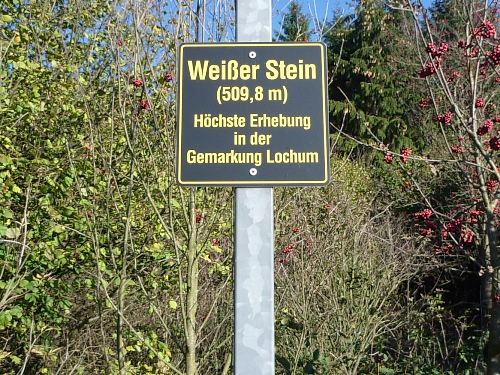 Weißer Stein
(509,8 m)
Höchste Erhebung
in der
Gemarkung Lochum